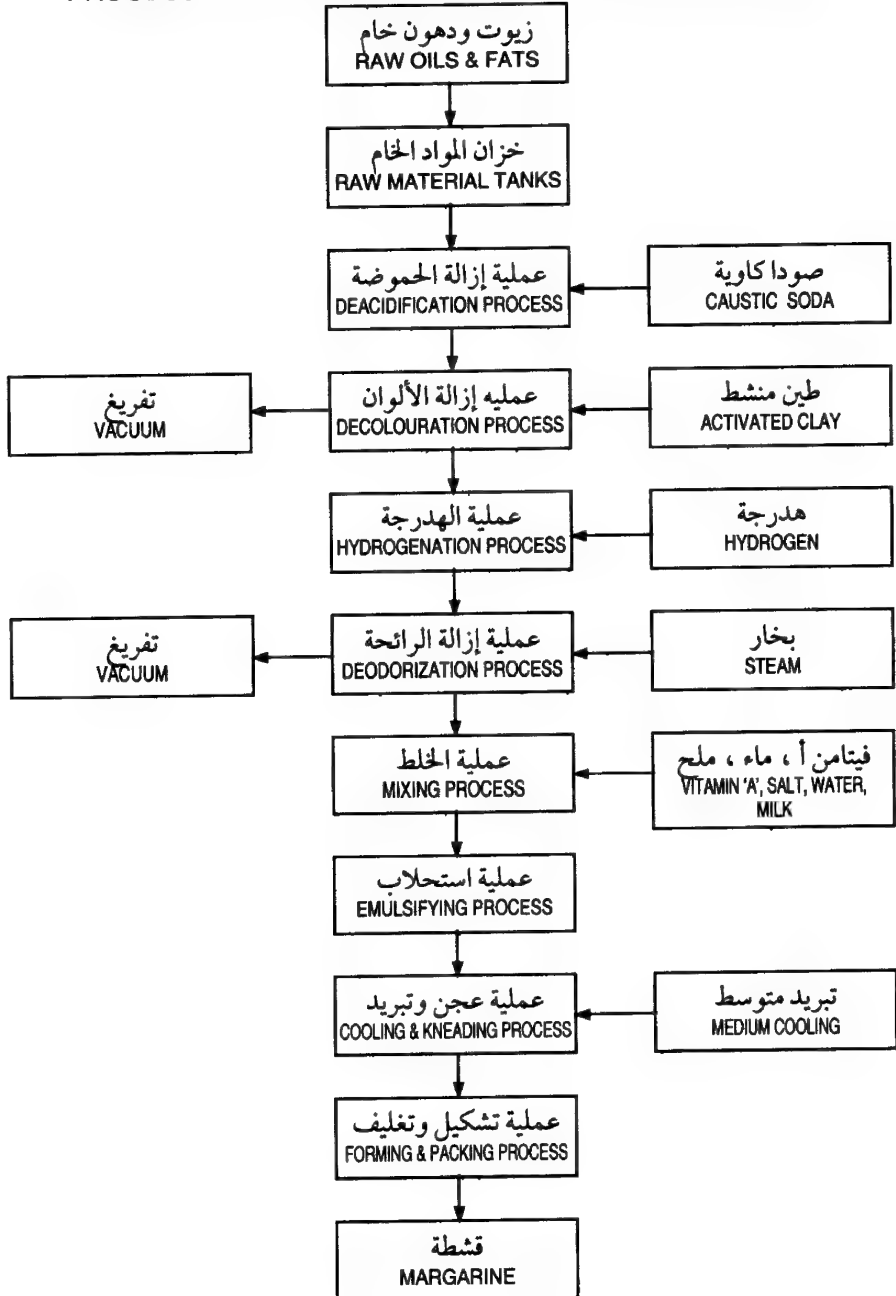 زيوت ودهون خام
RAW OILS & FATS
خزان المواد الخام
RAW MATERIAL TANKS
عملية إزالة الحموضة
DEACIDIFICATION PROCESS
صودا كاوية
CAUSTIC SODA
تفريغ
VACUUM
عمليه إزالة الألوان
DECOLOURATION PROCESS
طين منشط
ACTIVATED CLAY
عملية الهدرجة
HYDROGENATION PROCESS
هدرجة
HYDROGEN
تفريغ
VACUUM
عملية إزالة الرائحة
DEODORIZATION PROCESS
بخار
STEAM
عملية الخلط
MIXING PROCESS
فيتامن أ ، ماء ، ملح
VITAMIN 'A', SALT, WATER,
MILK
عملية استحلاب
EMULSIFYING PROCESS
عملية عجن وتبريد
COOLING & KNEADING PROCESS
تبريد متوسط
MEDIUM COOLING
عملية تشكيل وتغليف
FORMING & PACKING PROCESS
قشطة
MARGARINE